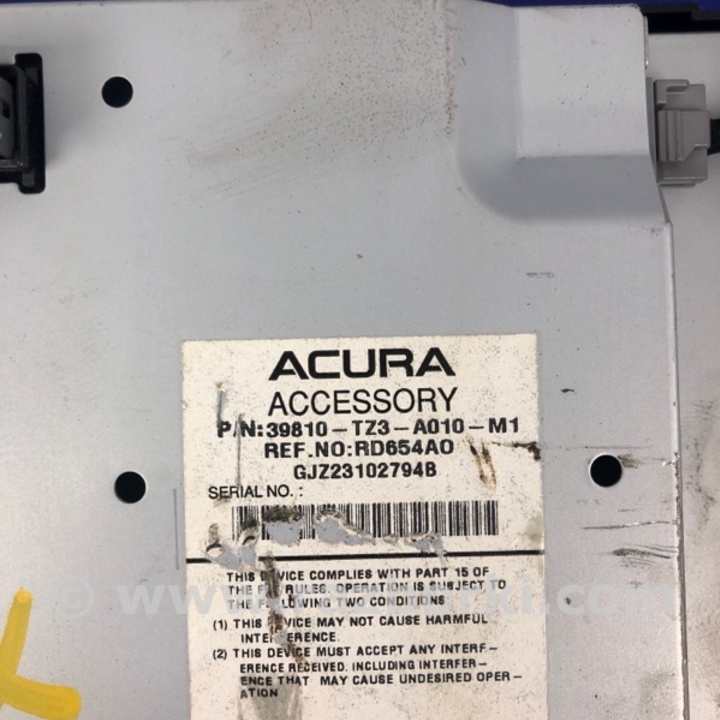 ACURA
ACCESSORY
P/N:39810-TZ3-A010-M1
REF.NO:RD654A0
GJZ23102794B
SERIAL NO. :
THIS DEVICE COMPLIES WITH PART 15 OF
THE RULES. OPERATION IS SUBJECT TO
THE FOLLOWING TWO CONDITIONS:
(1) THIS DEVICE MAY NOT CAUSE HARMFUL
INTERFERENCE.
(2) THIS DEVICE MUST ACCEPT ANY INTERF-
ERENCE RECEIVED. INCLUDING INTERFER-
ENCE THAT MAY CAUSE UNDESIRED OPER-
ATION